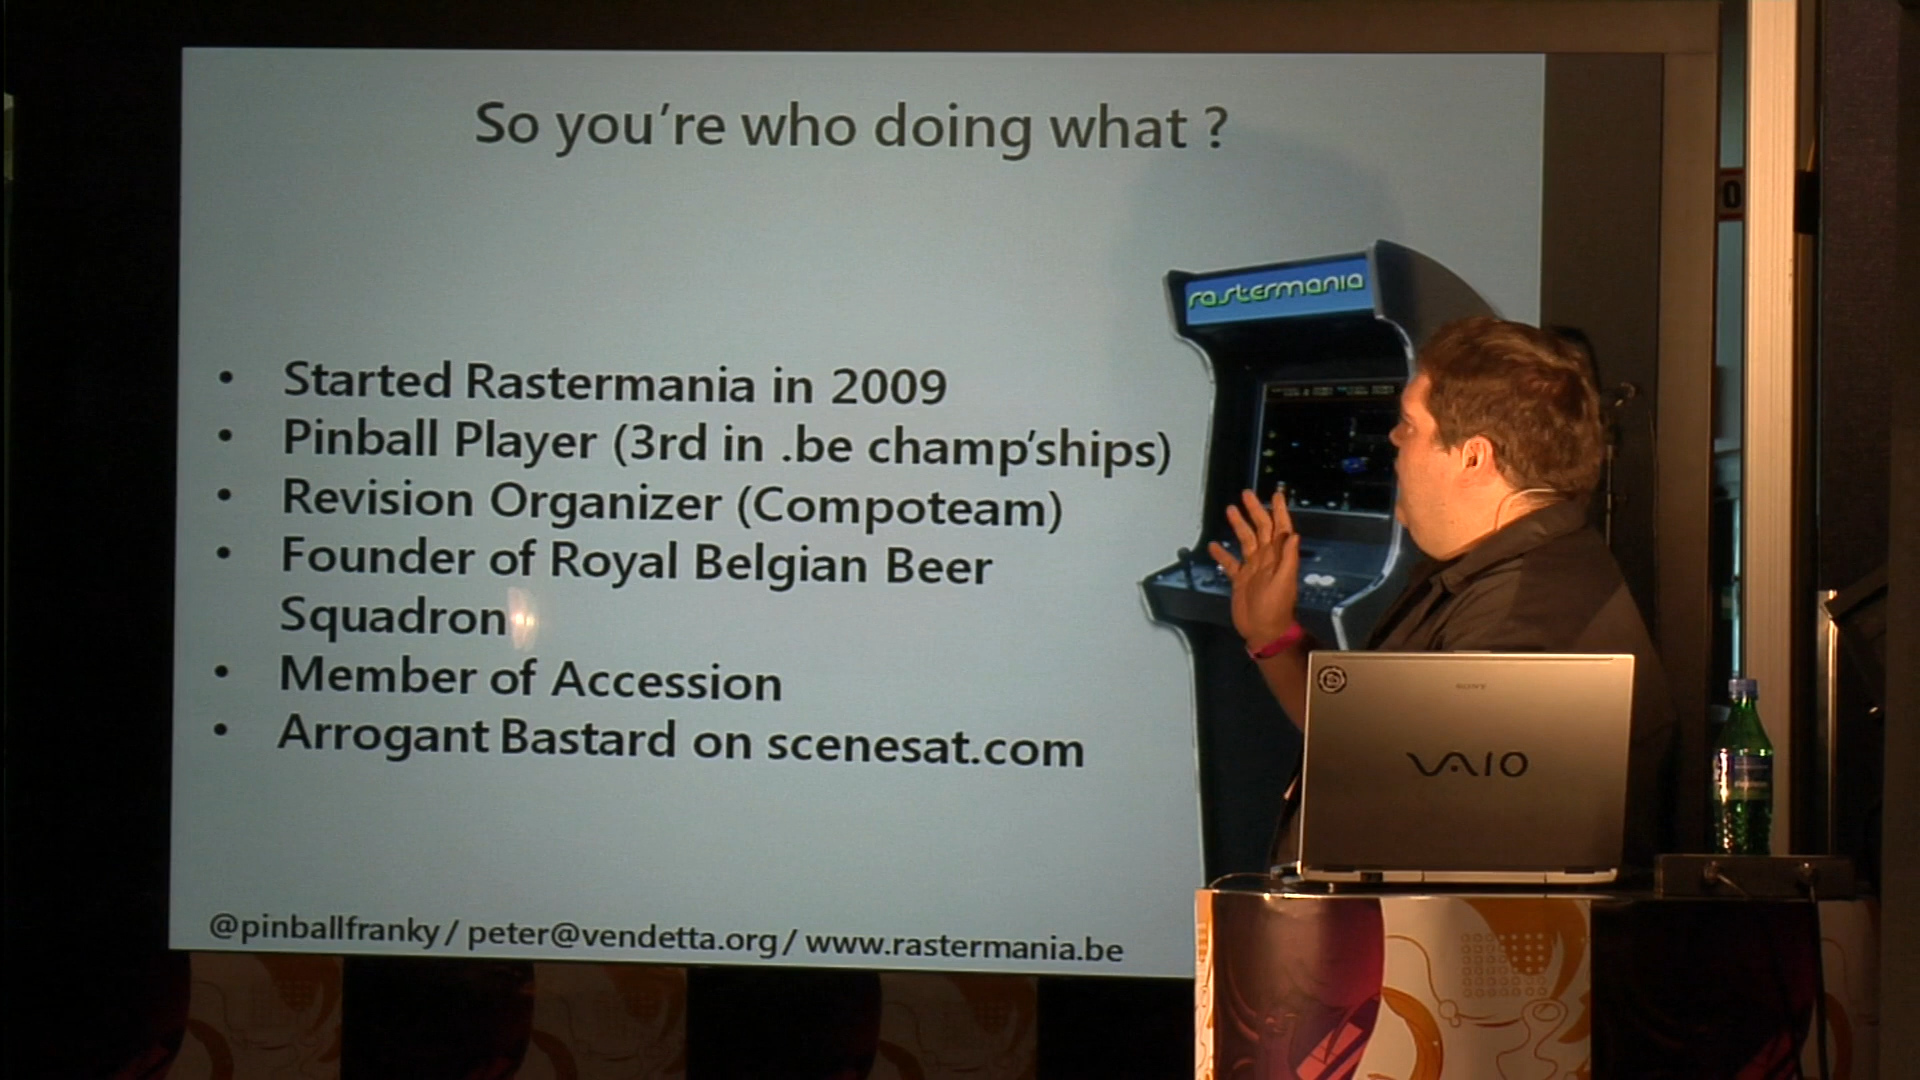 So you're who doing what ?
rastermania
• Started Rastermania in 2009
• Pinball Player (3rd in .be champ'ships)
• Revision Organizer (Compoteam)
• Founder of Royal Belgian Beer
Squadron
• Member of Accession
• Arrogant Bastard on scenesat.com
@pinballfranky / peter@vendetta.org / www.rastermania.be
SONY
VAIO